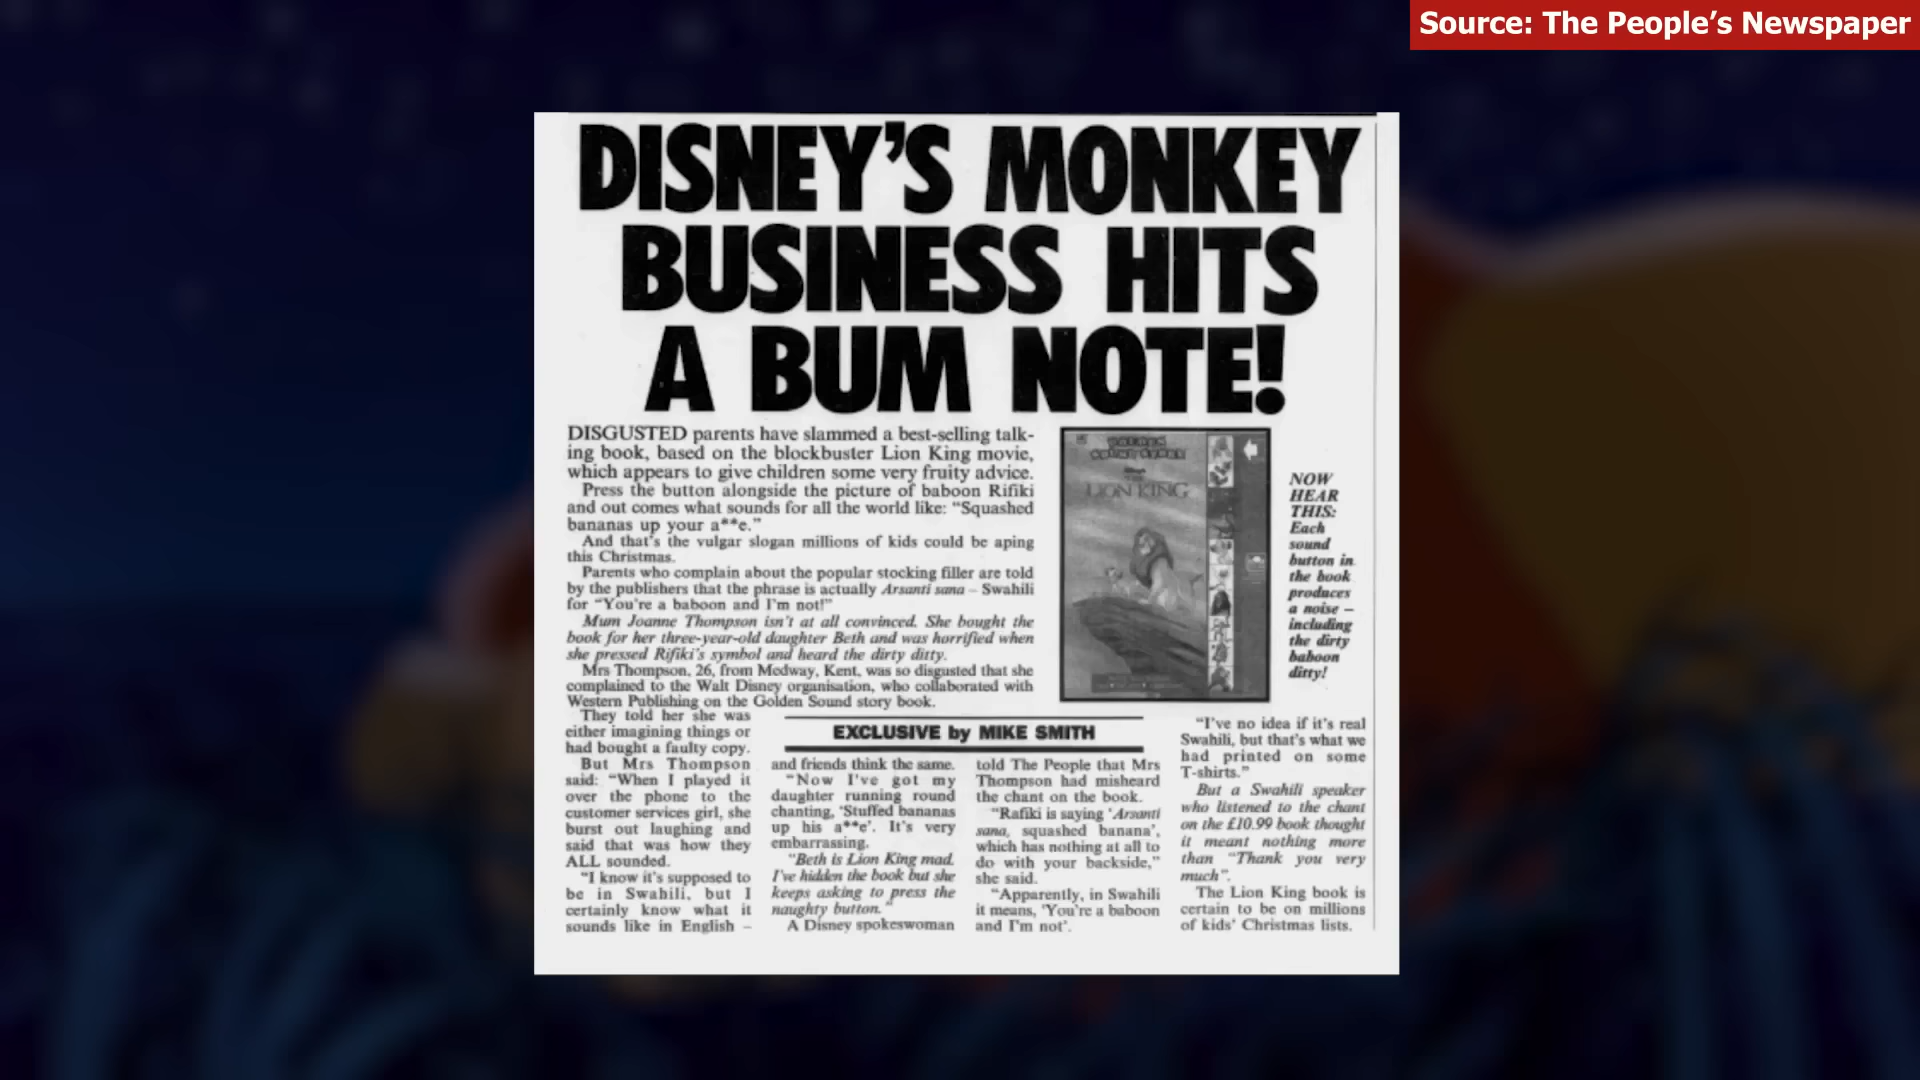 Source: The People's Newspaper
DISNEY'S MONKEY
BUSINESS HITS
A BUM NOTE!
DISGUSTED parents have slammed a best-selling talk-
ing book, based on the blockbuster Lion King movie,
which appears to give children some very fruity advice.
Press the button alongside the picture of baboon Rifiki
and out comes what sounds for all the world like: "Squashed
bananas up your a**e."
And that's the vulgar slogan millions of kids could be aping
this Christmas.
Parents who complain about the popular stocking filler are told
by the publishers that the phrase is actually Arsanti sana – Swahili
for "You're a baboon and I'm not!"
Mum Joanne Thompson isn't at all convinced. She bought the
book for her three-year-old daughter Beth and was horrified when
she pressed Rifiki's symbol and heard the dirty ditty.
Mrs Thompson, 26, from Medway, Kent, was so disgusted that she
complained to the Walt Disney organisation, who collaborated with
Western Publishing on the Golden Sound story book.
They told her she was
either imagining things or
had bought a faulty copy.
But Mrs Thompson
said: "When I played it
over the phone to the
customer services girl, she
burst out laughing and
said that was how they
ALL sounded.
"I know it's supposed to
be in Swahili, but I
certainly know what it
sounds like in English –
EXCLUSIVE by MIKE SMITH
and friends think the same.
"Now I've got my
daughter running round
chanting, 'Stuffed bananas
up his a**e'. It's very
embarrassing.
"Beth is Lion King mad.
I've hidden the book but she
keeps asking to press the
naughty button."
A Disney spokeswoman
told The People that Mrs
Thompson had misheard
the chant on the book.
"Rafiki is saying 'Arsanti
sana, squashed banana',
which has nothing at all to
do with your backside,"
she said.
"Apparently, in Swahili
it means, 'You're a baboon
and I'm not'.
"I've no idea if it's real
Swahili, but that's what we
had printed on some
T-shirts."
But a Swahili speaker
who listened to the chant
on the £10.99 book thought
it meant nothing more
than "Thank you very
much".
The Lion King book is
certain to be on millions
of kids' Christmas lists.
LION KING
NOW
HEAR
THIS:
Each
sound
button in
the book
produces
a noise –
including
the dirty
baboon
ditty!